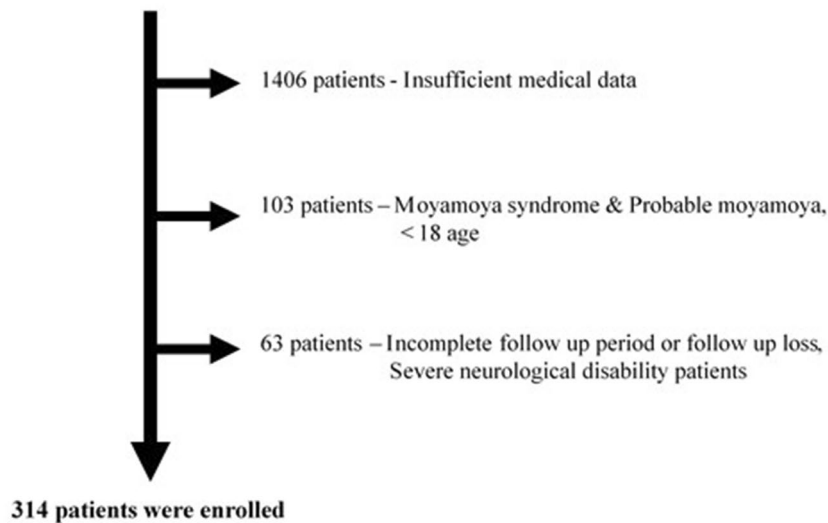 1406 patients - Insufficient medical data
103 patients – Moyamoya syndrome & Probable moyamoya,
< 18 age
63 patients – Incomplete follow up period or follow up loss,
Severe neurological disability patients
314 patients were enrolled